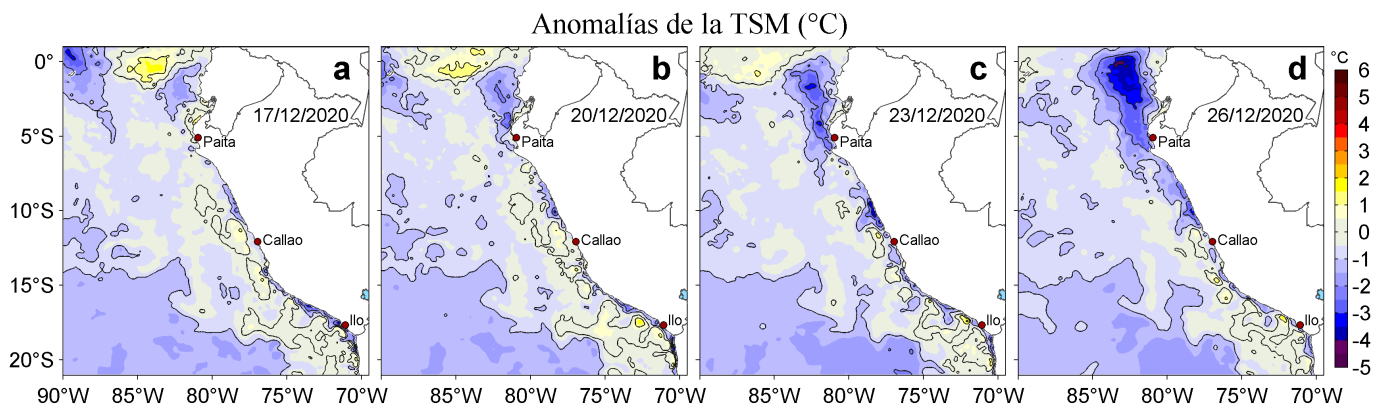 Anomalías de la TSM (°C)
a b c d
17/12/2020 20/12/2020 23/12/2020 26/12/2020
°C
6
5
4
3
2
1
0
-1
-2
-3
-4
-5
0°
5°S
10°S
15°S
20°S
Paita Paita Paita Paita
Callao Callao Callao Callao
Ilo Ilo Ilo Ilo
90°W 85°W 80°W 75°W 70°W 85°W 80°W 75°W 70°W 85°W 80°W 75°W 70°W 85°W 80°W 75°W 70°W